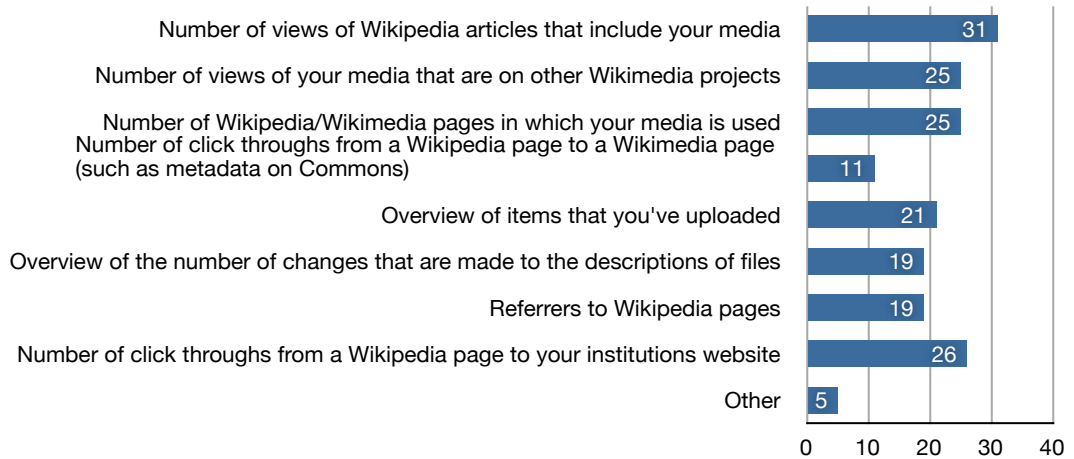 Number of views of Wikipedia articles that include your media 31
Number of views of your media that are on other Wikimedia projects 25
Number of Wikipedia/Wikimedia pages in which your media is used 25
Number of click throughs from a Wikipedia page to a Wikimedia page
(such as metadata on Commons) 11
Overview of items that you've uploaded 21
Overview of the number of changes that are made to the descriptions of files 19
Referrers to Wikipedia pages 19
Number of click throughs from a Wikipedia page to your institutions website 26
Other 5
0 10 20 30 40